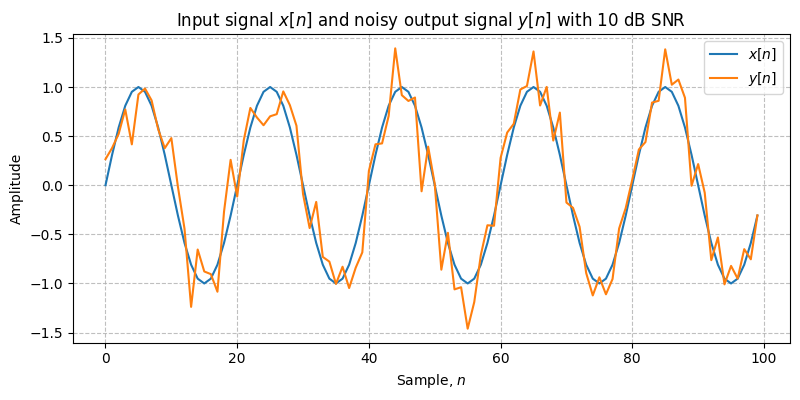 Input signal x[n] and noisy output signal y[n] with 10 dB SNR
x[n]
y[n]
Amplitude
1.5
1.0
0.5
0.0
−0.5
−1.0
−1.5
0 20 40 60 80 100
Sample, n